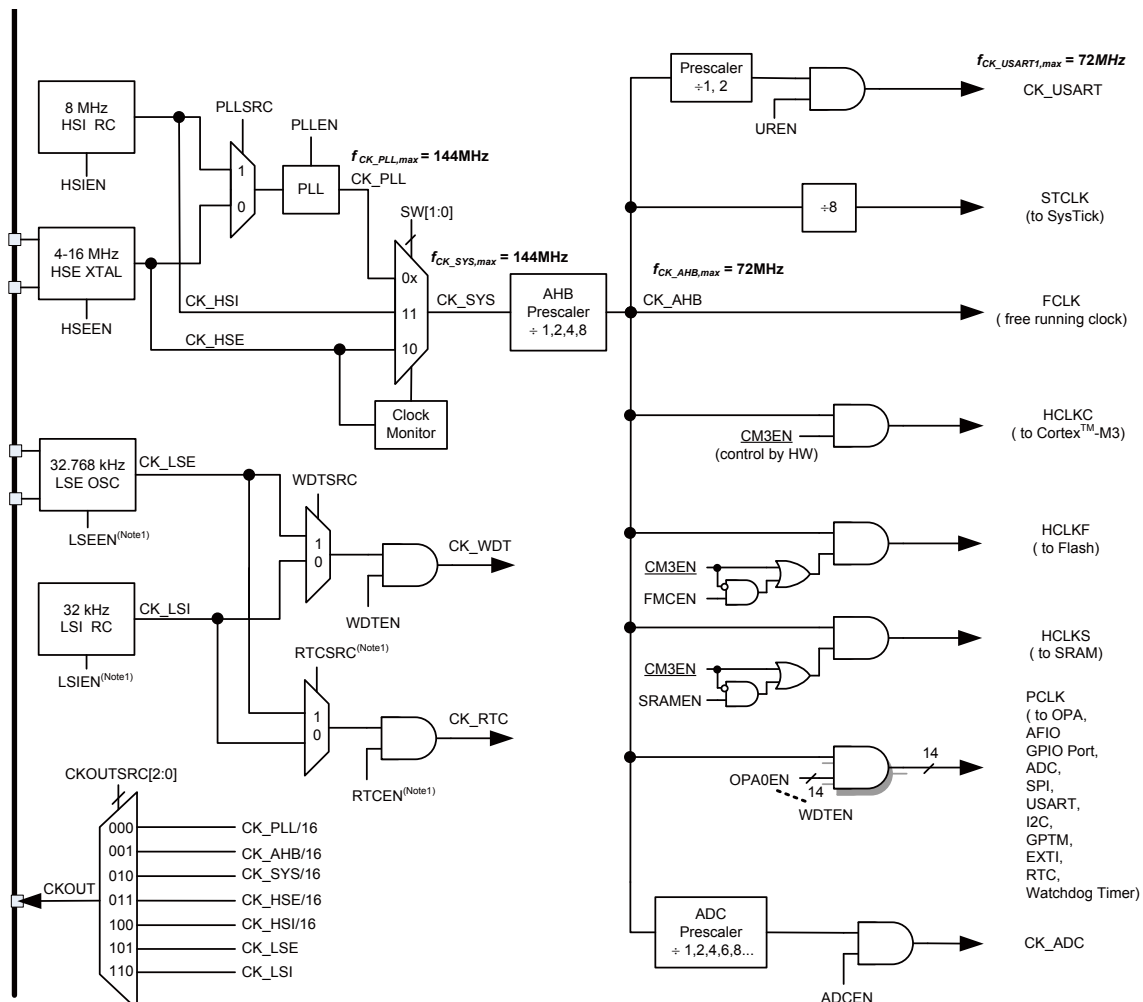 8 MHz
HSI RC
HSIEN
PLLSRC
1
0
PLLEN
PLL
f CK_PLL,max = 144MHz
CK_PLL
4-16 MHz
HSE XTAL
HSEEN
CK_HSI
CK_HSE
SW[1:0]
0x
11
10
f CK_SYS,max = 144MHz
CK_SYS
Clock
Monitor
AHB
Prescaler
÷ 1,2,4,8
f CK_AHB,max = 72MHz
CK_AHB
32.768 kHz
LSE OSC
LSEEN(Note1)
CK_LSE
WDTSRC
1
0
CK_WDT
WDTEN
32 kHz
LSI RC
LSIEN(Note1)
CK_LSI
RTCSRC(Note1)
1
0
CK_RTC
RTCEN(Note1)
CKOUTSRC[2:0]
CKOUT
000 CK_PLL/16
001 CK_AHB/16
010 CK_SYS/16
011 CK_HSE/16
100 CK_HSI/16
101 CK_LSE
110 CK_LSI
Prescaler
÷1, 2
UREN
f CK_USART1,max = 72MHz
CK_USART
÷8
STCLK
(to SysTick)
FCLK
( free running clock)
CM3EN
(control by HW)
HCLKC
( to CortexTM-M3)
CM3EN
FMCEN
HCLKF
( to Flash)
CM3EN
SRAMEN
HCLKS
( to SRAM)
OPA0EN
14
WDTEN
14
PCLK
( to OPA,
AFIO
GPIO Port,
ADC,
SPI,
USART,
I2C,
GPTM,
EXTI,
RTC,
Watchdog Timer)
ADC
Prescaler
÷ 1,2,4,6,8...
ADCEN
CK_ADC